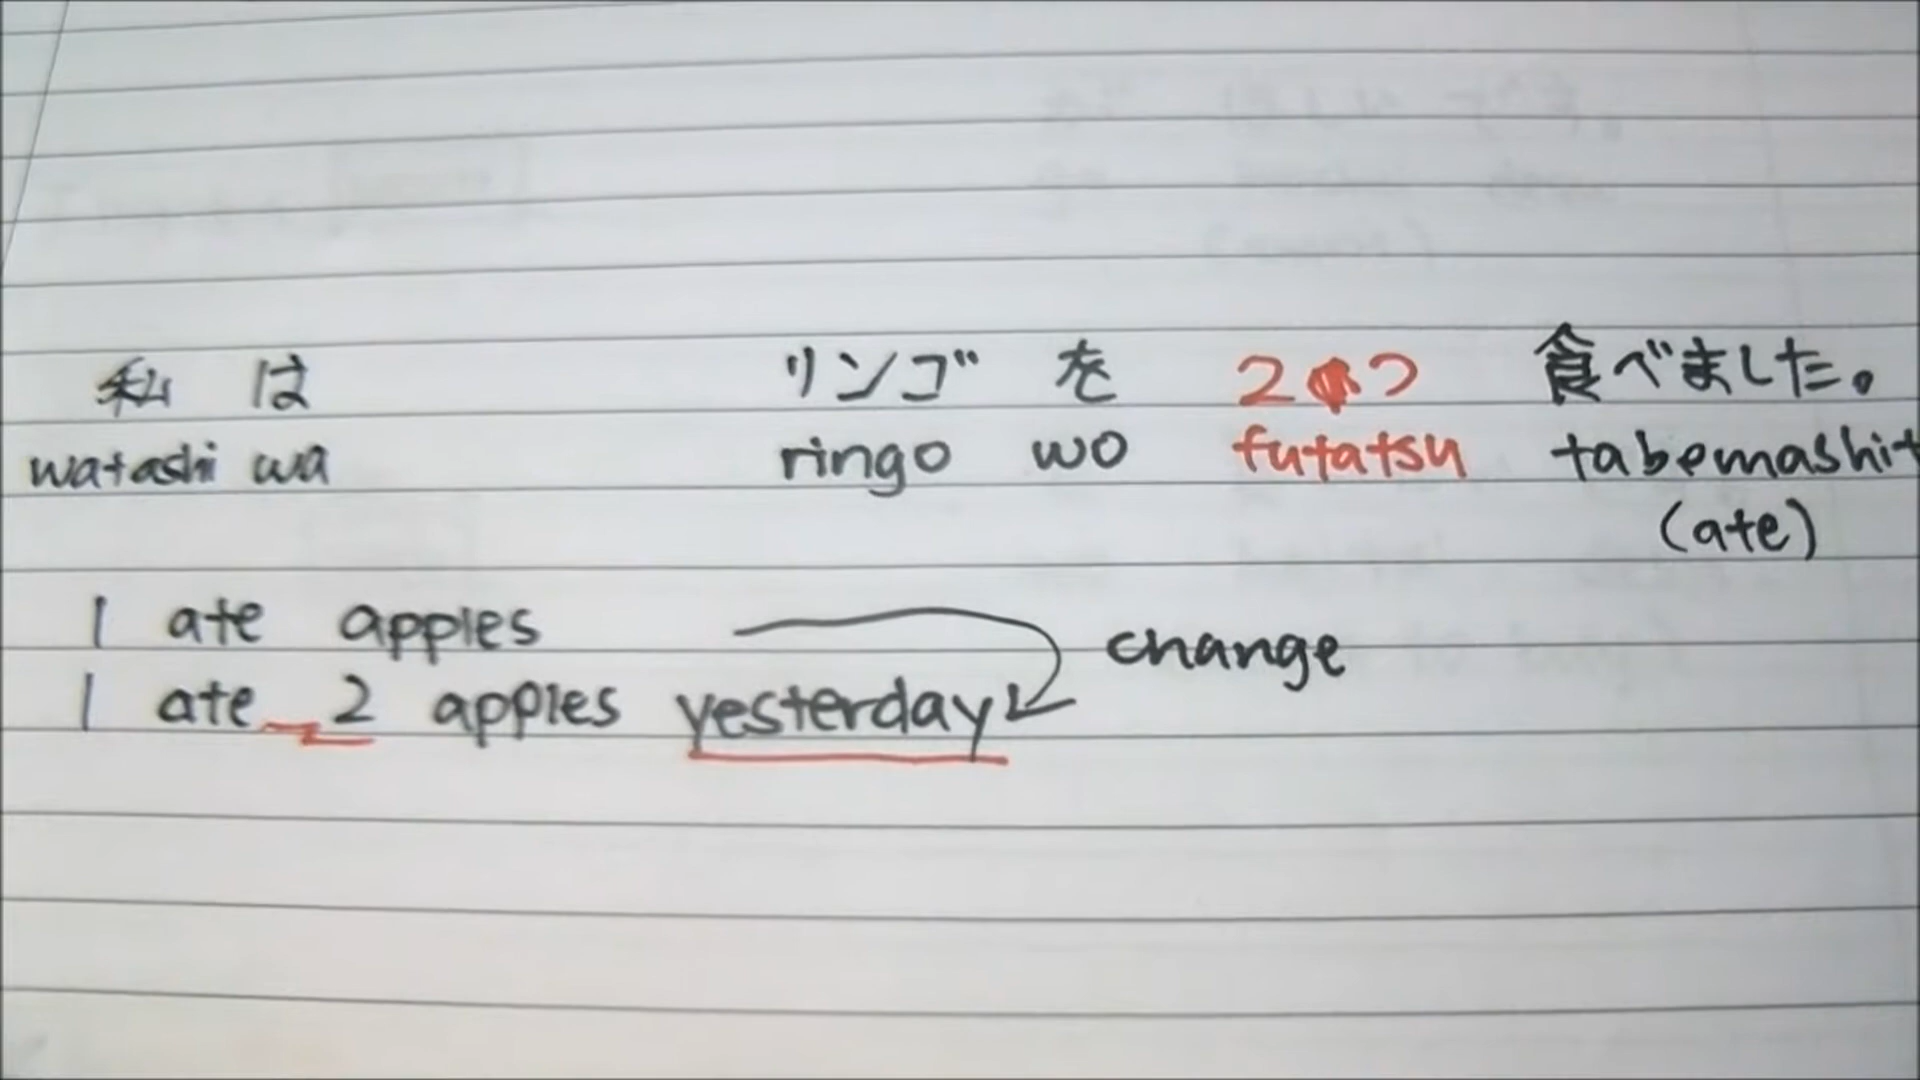 私 は リンゴ を 2つ 食べました。
watashi wa ringo wo futatsu tabemashit
(ate)
I ate apples
change
I ate 2 apples yesterday